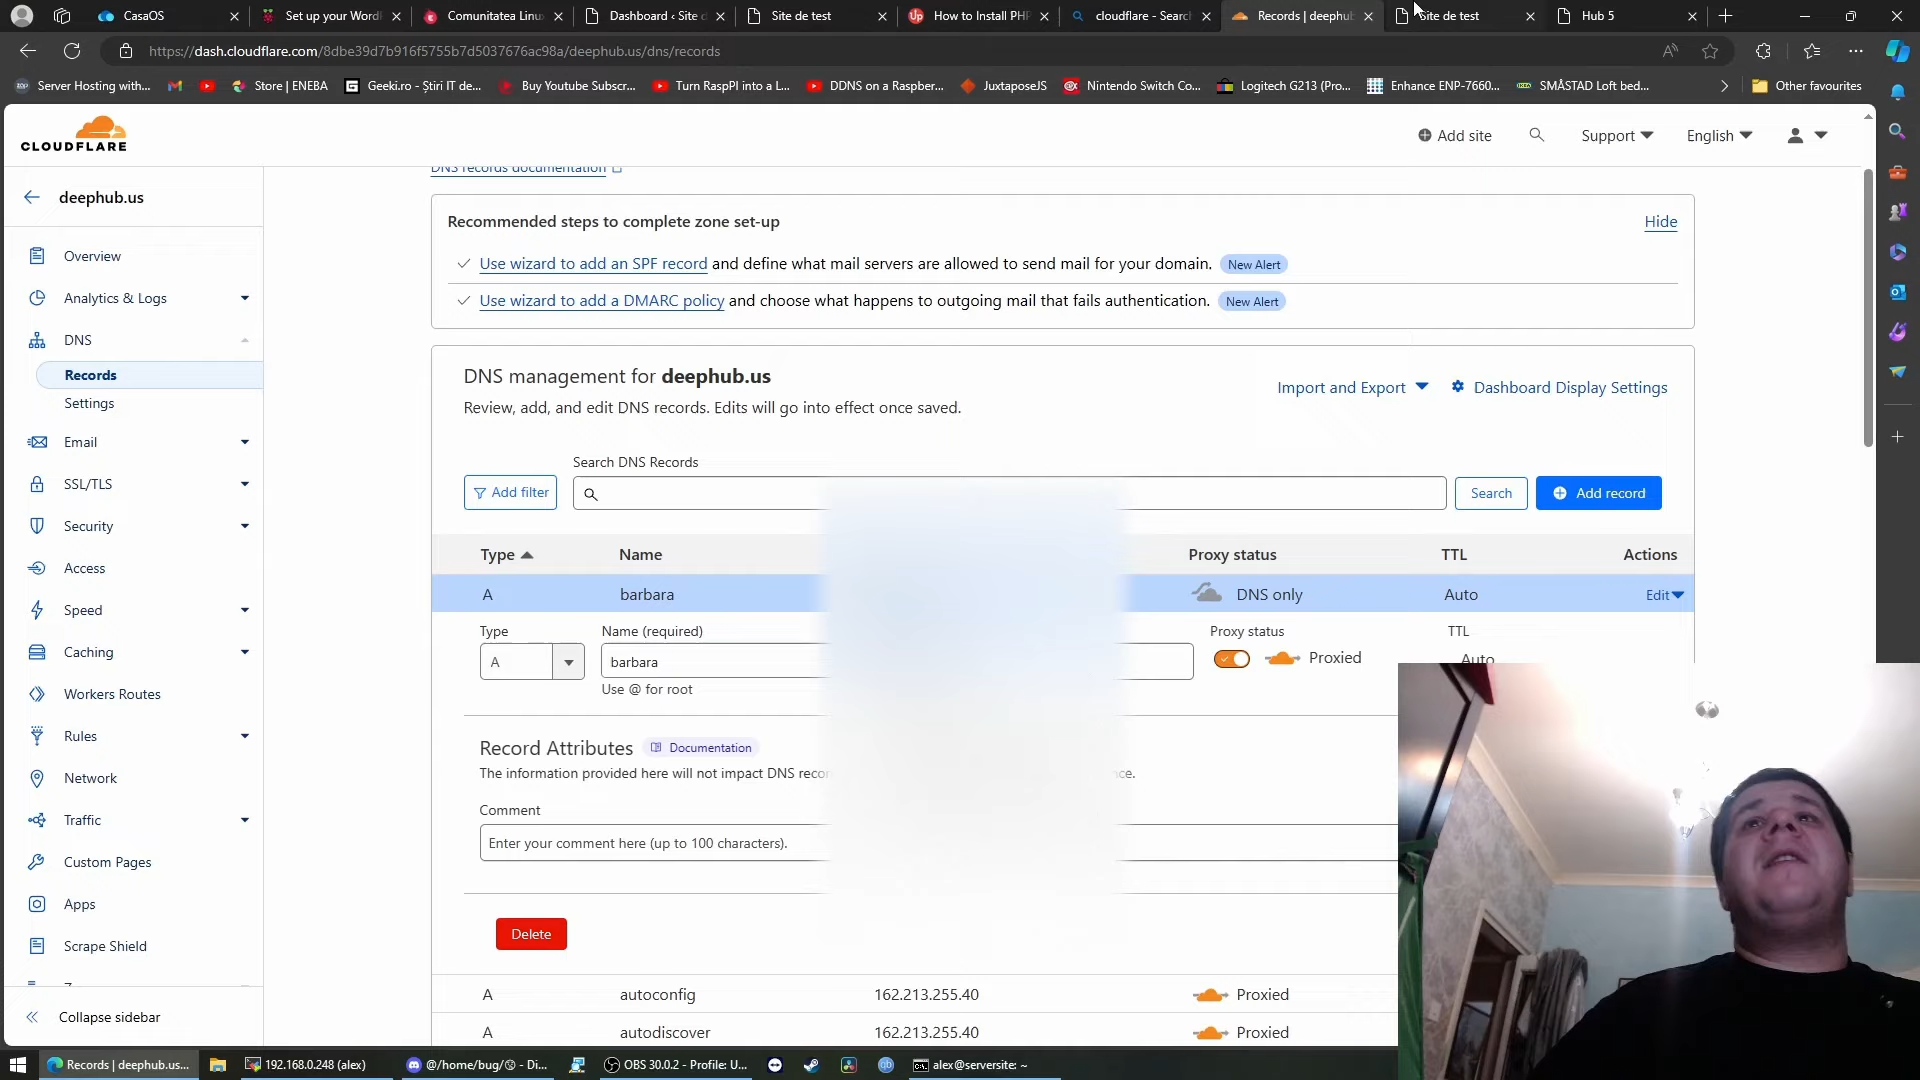 CasaOS
Set up your WordP
Comunitatea Linux
Dashboard ‹ Site d
Site de test
How to Install PHP
cloudflare - Search
Records | deephub
Site de test
Hub 5
https://dash.cloudflare.com/8dbe39d7b916f5755b7d5037676ac98a/deephub.us/dns/records
Server Hosting with...
Store | ENEBA
Geeki.ro - Știri IT de...
Buy Youtube Subscr...
Turn RaspPI into a L...
DDNS on a Raspber...
JuxtaposeJS
Nintendo Switch Co...
Logitech G213 (Pro...
Enhance ENP-7660...
SMÅSTAD Loft bed...
Other favourites
CLOUDFLARE
Add site
Support
English
deephub.us
Overview
Analytics & Logs
DNS
Records
Settings
Email
SSL/TLS
Security
Access
Speed
Caching
Workers Routes
Rules
Network
Traffic
Custom Pages
Apps
Scrape Shield
Collapse sidebar
DNS records documentation
Recommended steps to complete zone set-up
Hide
Use wizard to add an SPF record and define what mail servers are allowed to send mail for your domain. New Alert
Use wizard to add a DMARC policy and choose what happens to outgoing mail that fails authentication. New Alert
DNS management for deephub.us
Import and Export
Dashboard Display Settings
Review, add, and edit DNS records. Edits will go into effect once saved.
Search DNS Records
Add filter
Search
Add record
Type Name Proxy status TTL Actions
A barbara DNS only Auto Edit
Type Name (required) Proxy status TTL
A barbara Proxied Auto
Use @ for root
Record Attributes Documentation
The information provided here will not impact DNS
Comment
Enter your comment here (up to 100 characters).
Delete
A autoconfig 162.213.255.40 Proxied
A autodiscover 162.213.255.40 Proxied
Records | deephub.us...
192.168.0.248 (alex)
@/home/bug/ - Di...
OBS 30.0.2 - Profile: U...
alex@serversite: ~